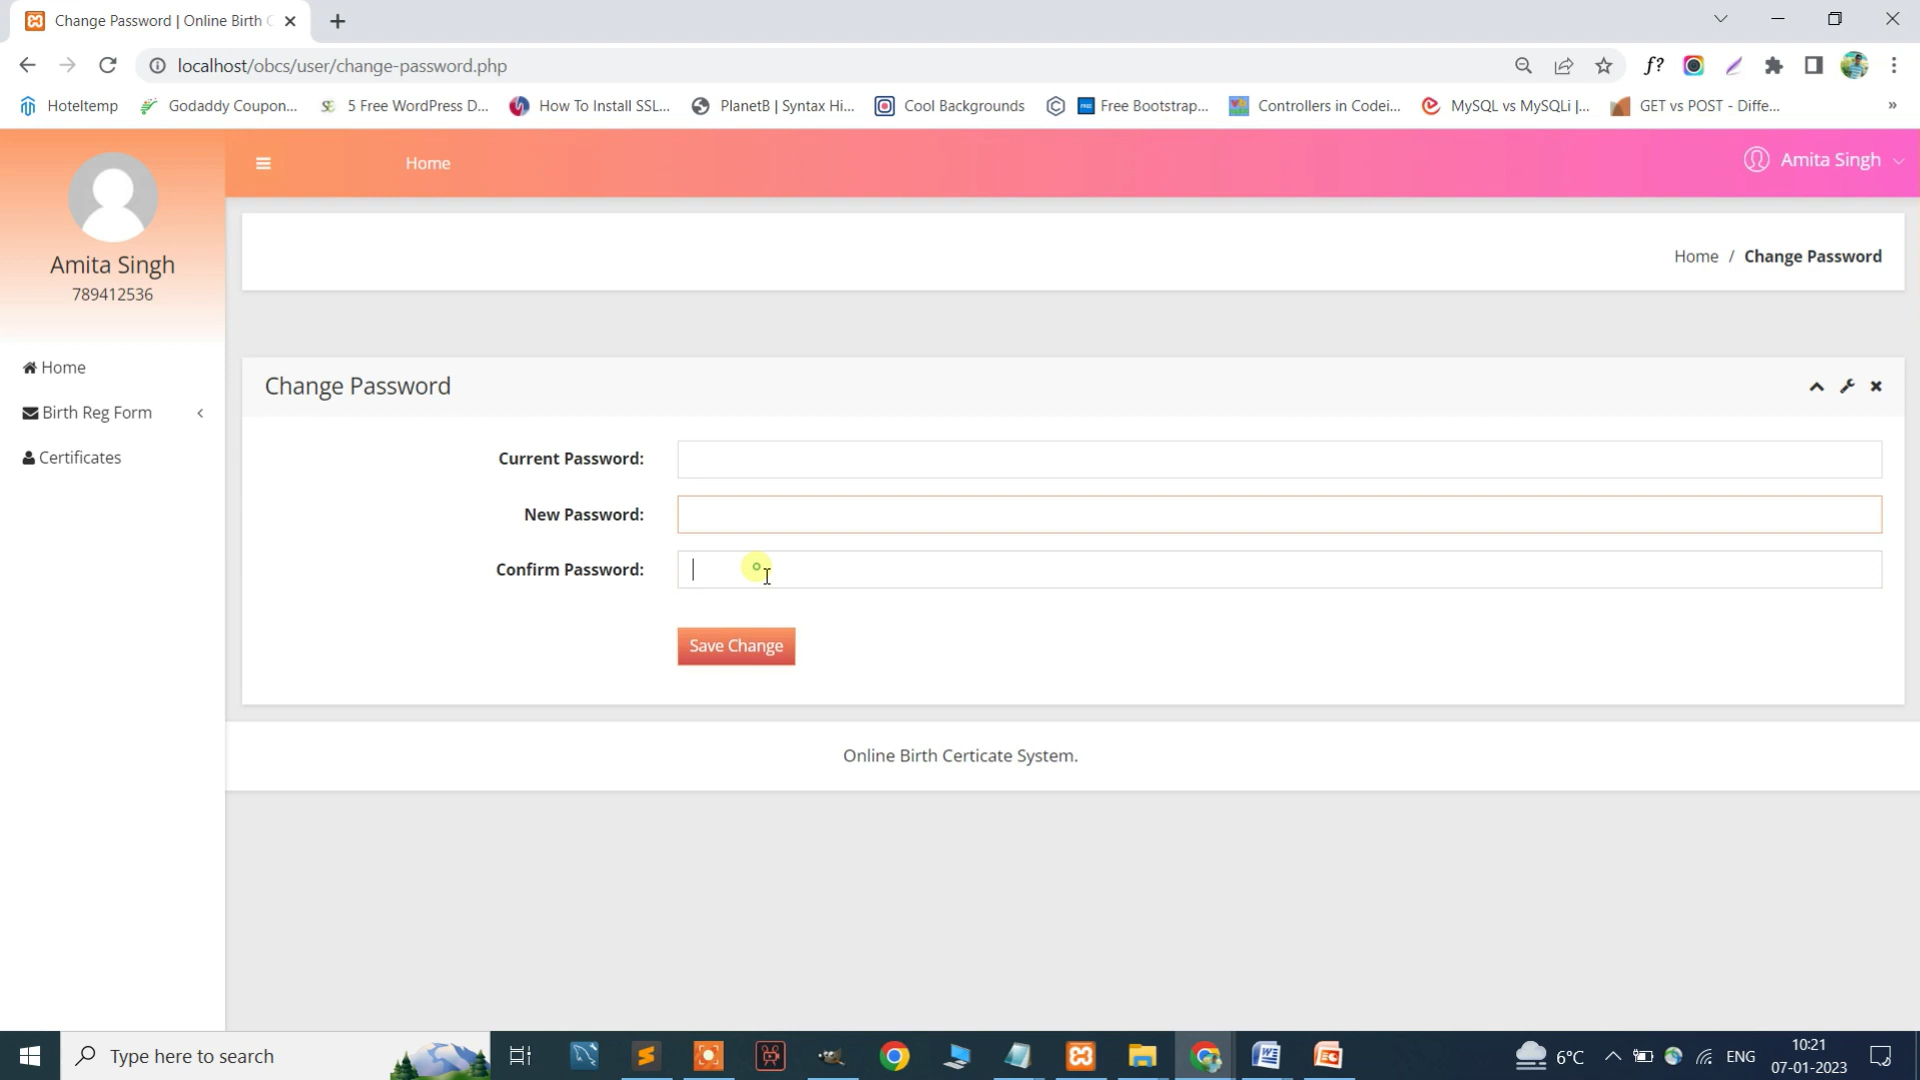 Change Password | Online Birth C
localhost/obcs/user/change-password.php
f?
Hoteltemp
Godaddy Coupon...
5 Free WordPress D...
How To Install SSL...
PlanetB | Syntax Hi...
Cool Backgrounds
Free Bootstrap...
Controllers in Codei...
MySQL vs MySQLi |...
GET vs POST - Diffe...
»
Home
Amita Singh
Amita Singh
789412536
Home / Change Password
Home
Birth Reg Form
Certificates
Change Password
Current Password:
New Password:
Confirm Password:
Save Change
Online Birth Certicate System.
Type here to search
6°C
ENG
10:21
07-01-2023